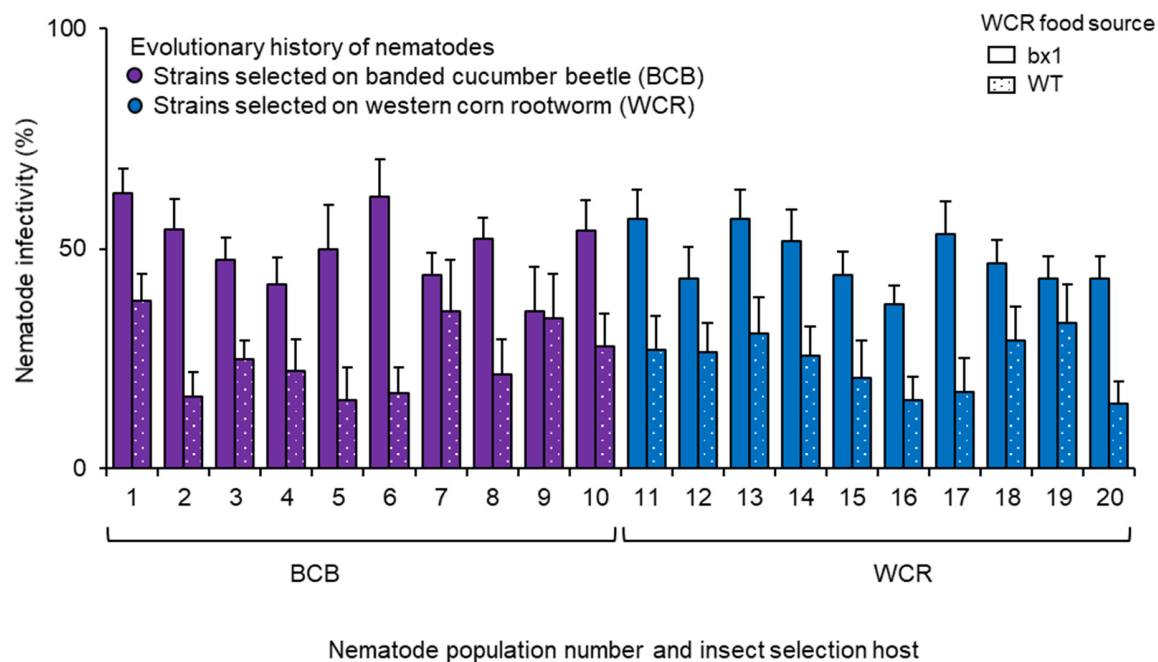 100
WCR food source
Evolutionary history of nematodes
bx1
Strains selected on banded cucumber beetle (BCB)
WT
Strains selected on western corn rootworm (WCR)
Nematode infectivity (%)
50
0
1 2 3 4 5 6 7 8 9 10 11 12 13 14 15 16 17 18 19 20
BCB WCR
Nematode population number and insect selection host